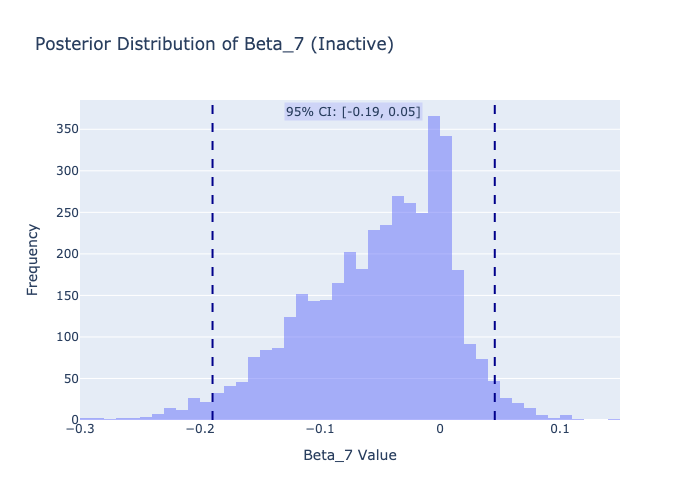 Posterior Distribution of Beta_7 (Inactive)
95% CI: [-0.19, 0.05]
350
300
250
200
150
100
50
0
Frequency
−0.3 −0.2 −0.1 0 0.1
Beta_7 Value